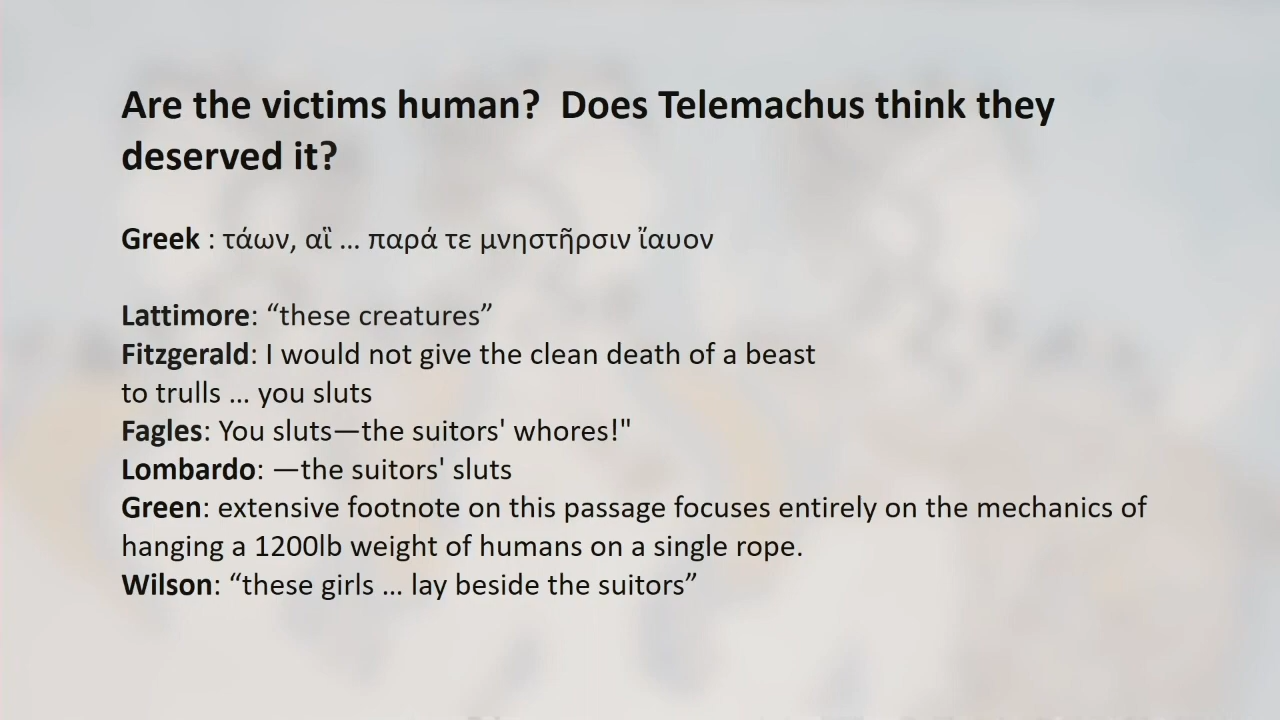 Are the victims human?  Does Telemachus think they
deserved it?
Greek : τάων, αἳ ... παρά τε μνηστῆρσιν ἴαυον
Lattimore: “these creatures”
Fitzgerald: I would not give the clean death of a beast
to trulls ... you sluts
Fagles: You sluts—the suitors' whores!"
Lombardo: —the suitors' sluts
Green: extensive footnote on this passage focuses entirely on the mechanics of
hanging a 1200lb weight of humans on a single rope.
Wilson: “these girls ... lay beside the suitors”